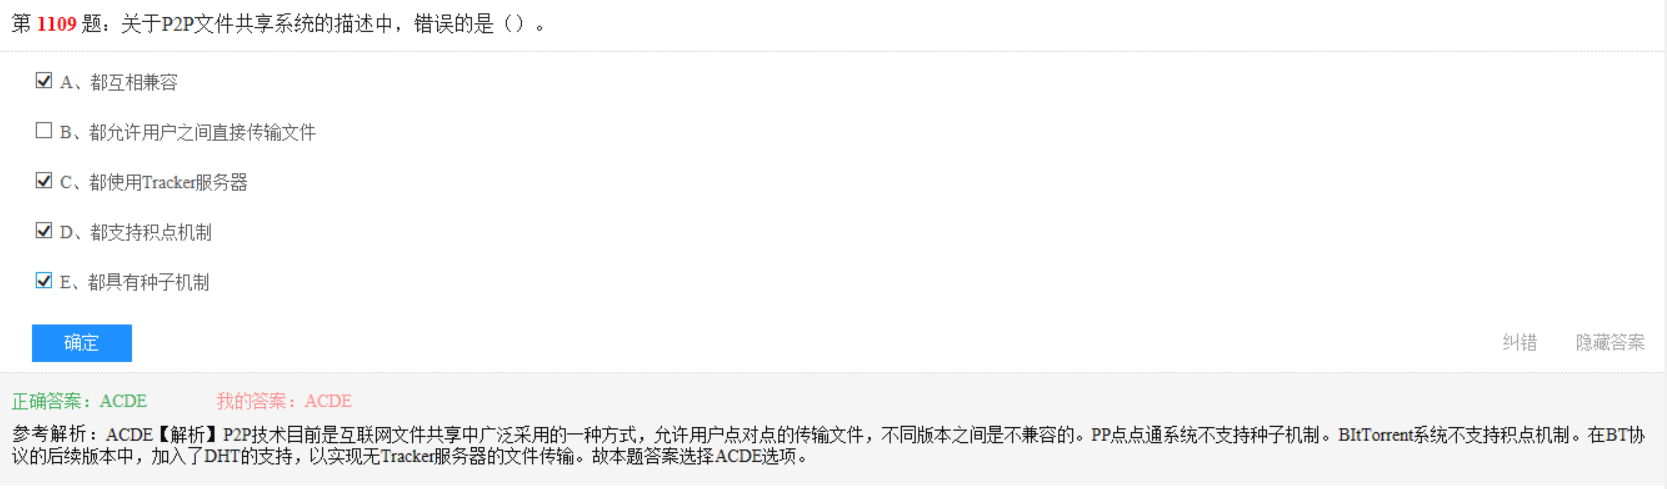 第 1109 题：关于P2P文件共享系统的描述中，错误的是（）。
A、都互相兼容
B、都允许用户之间直接传输文件
C、都使用Tracker服务器
D、都支持积点机制
E、都具有种子机制
确定 纠错 隐藏答案
正确答案：ACDE 我的答案：ACDE
参考解析：ACDE【解析】P2P技术目前是互联网文件共享中广泛采用的一种方式，允许用户点对点的传输文件，不同版本之间是不兼容的。PP点点通系统不支持种子机制。BItTorrent系统不支持积点机制。在BT协
议的后续版本中，加入了DHT的支持，以实现无Tracker服务器的文件传输。故本题答案选择ACDE选项。